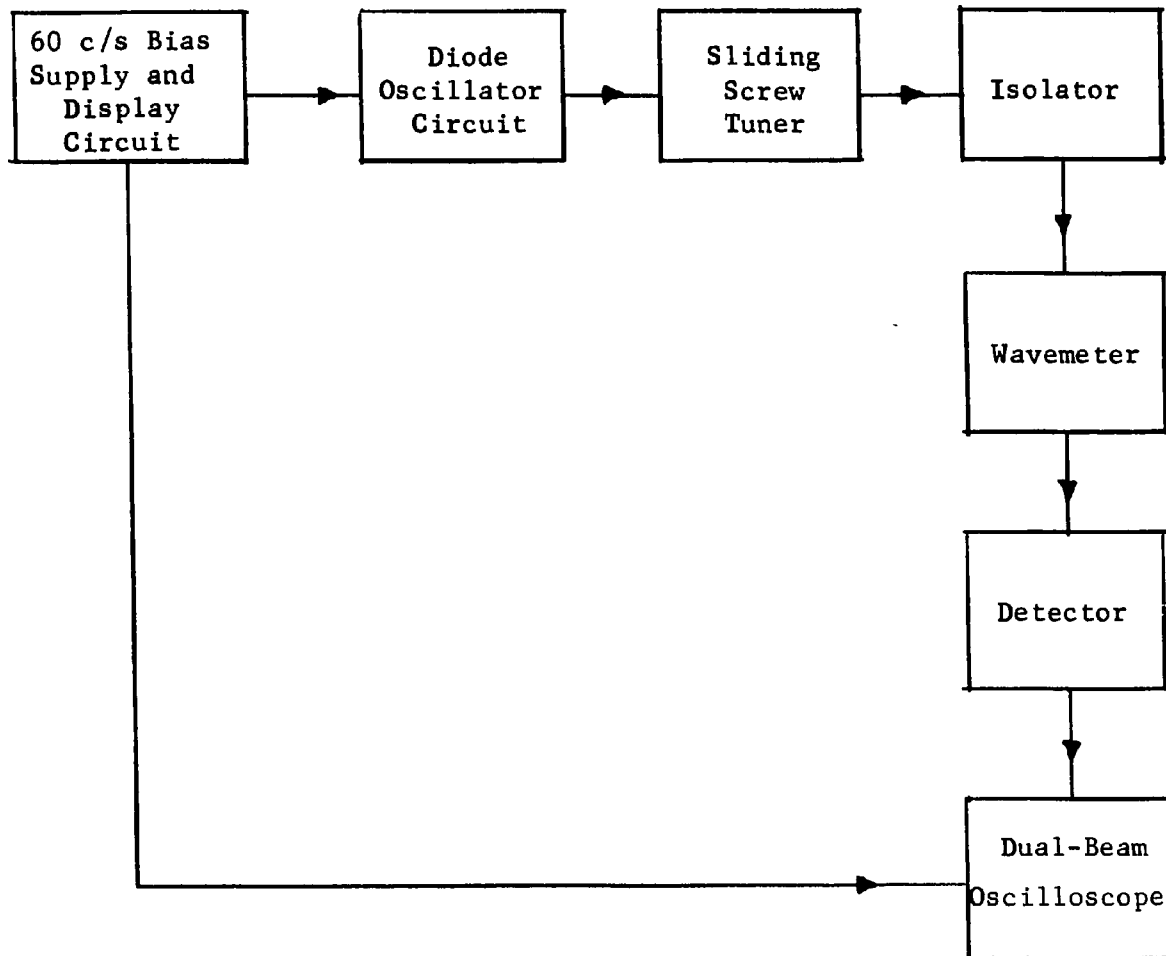 60 c/s Bias
Supply and
Display
Circuit
Diode
Oscillator
Circuit
Sliding
Screw
Tuner
Isolator
Wavemeter
Detector
Dual-Beam
Oscilloscope